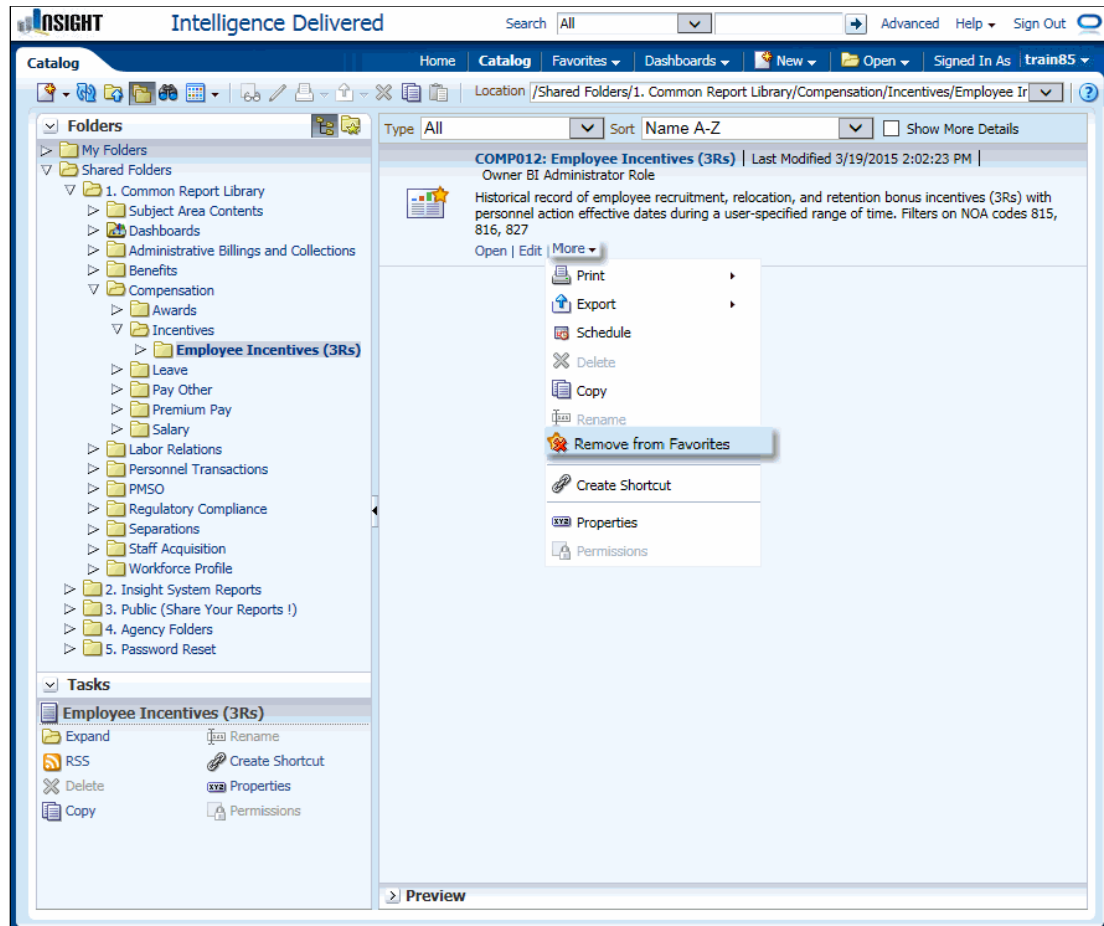 INSIGHT Intelligence Delivered Search All Advanced Help Sign Out
Catalog Home Catalog Favorites Dashboards New Open Signed In As train85
Location /Shared Folders/1. Common Report Library/Compensation/Incentives/Employee Ir
Folders
My Folders
Shared Folders
1. Common Report Library
Subject Area Contents
Dashboards
Administrative Billings and Collections
Benefits
Compensation
Awards
Incentives
Employee Incentives (3Rs)
Leave
Pay Other
Premium Pay
Salary
Labor Relations
Personnel Transactions
PMSO
Regulatory Compliance
Separations
Staff Acquisition
Workforce Profile
2. Insight System Reports
3. Public (Share Your Reports !)
4. Agency Folders
5. Password Reset
Tasks
Employee Incentives (3Rs)
Expand Rename
RSS Create Shortcut
Delete XYZ Properties
Copy Permissions
Type All Sort Name A-Z Show More Details
COMP012: Employee Incentives (3Rs) | Last Modified 3/19/2015 2:02:23 PM |
Owner BI Administrator Role
Historical record of employee recruitment, relocation, and retention bonus incentives (3Rs) with
personnel action effective dates during a user-specified range of time. Filters on NOA codes 815,
816, 827
Open | Edit | More
Print
Export
Schedule
Delete
Copy
Rename
Remove from Favorites
Create Shortcut
XYZ Properties
Permissions
Preview